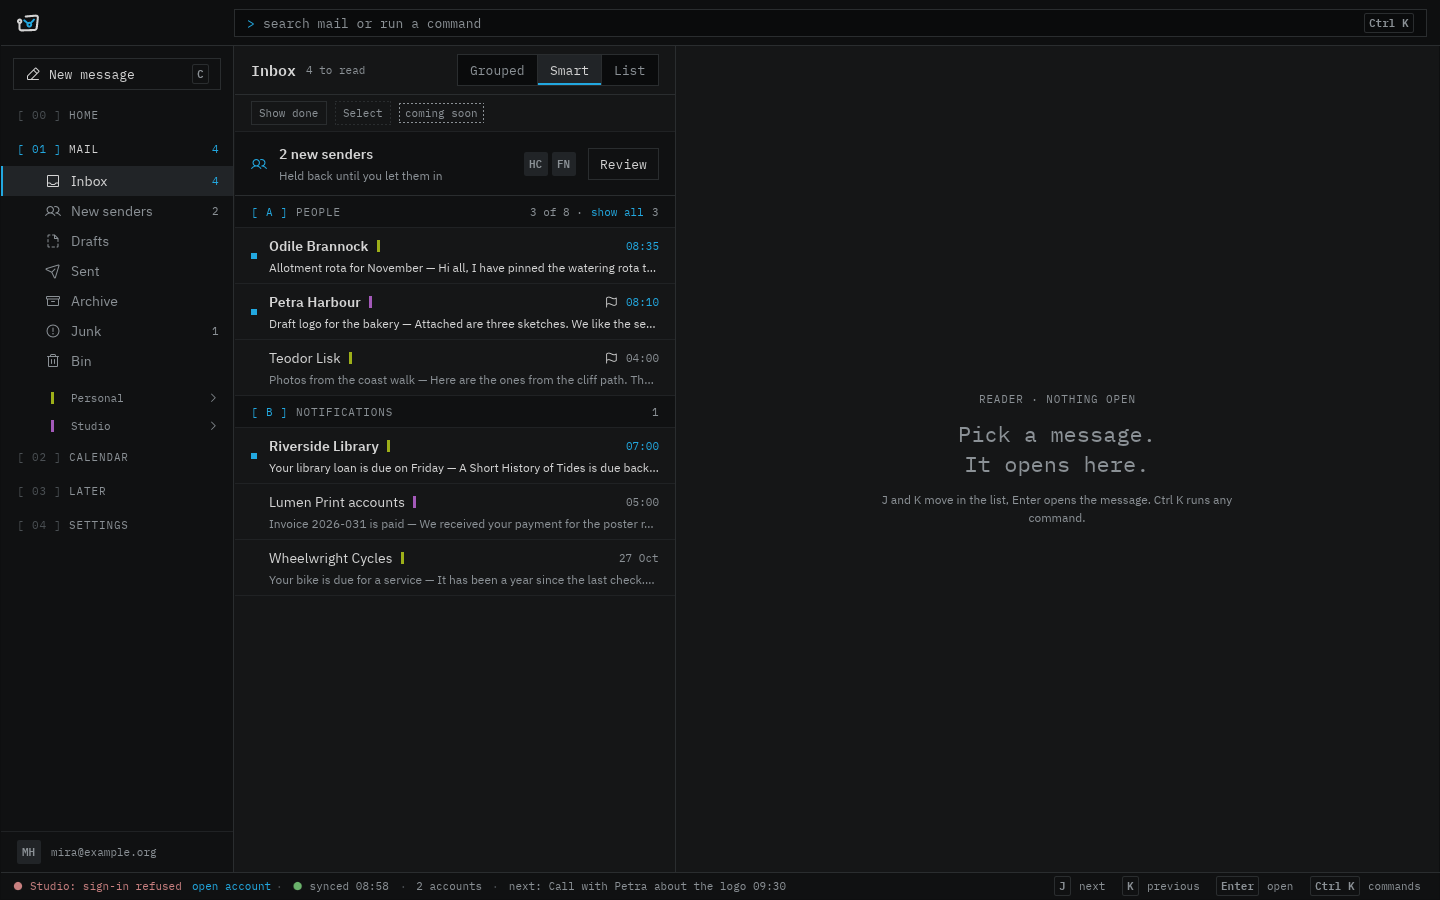 > search mail or run a command Ctrl K
New message C
[ 00 ] HOME
[ 01 ] MAIL 4
Inbox 4
New senders 2
Drafts
Sent
Archive
Junk 1
Bin
Personal
Studio
[ 02 ] CALENDAR
[ 03 ] LATER
[ 04 ] SETTINGS
MH mira@example.org
Inbox 4 to read Grouped Smart List
Show done Select coming soon
2 new senders
Held back until you let them in
HC FN Review
[ A ] PEOPLE 3 of 8 · show all 3
Odile Brannock 08:35
Allotment rota for November — Hi all, I have pinned the watering rota t...
Petra Harbour 08:10
Draft logo for the bakery — Attached are three sketches. We like the se...
Teodor Lisk 04:00
Photos from the coast walk — Here are the ones from the cliff path. Th...
[ B ] NOTIFICATIONS 1
Riverside Library 07:00
Your library loan is due on Friday — A Short History of Tides is due back...
Lumen Print accounts 05:00
Invoice 2026-031 is paid — We received your payment for the poster r...
Wheelwright Cycles 27 Oct
Your bike is due for a service — It has been a year since the last check....
READER · NOTHING OPEN
Pick a message.
It opens here.
J and K move in the list, Enter opens the message. Ctrl K runs any
command.
Studio: sign-in refused open account · synced 08:58 · 2 accounts · next: Call with Petra about the logo 09:30
J next K previous Enter open Ctrl K commands